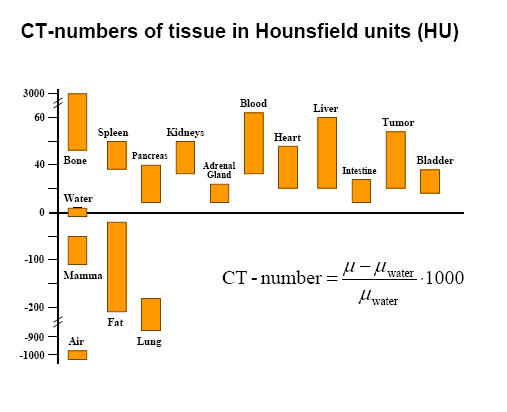 CT-numbers of tissue in Hounsfield units (HU)
3000
60
40
0
-100
-200
-900
-1000
Bone
Spleen
Pancreas
Kidneys
Adrenal
Gland
Blood
Heart
Liver
Intestine
Tumor
Bladder
Water
Mamma
Fat
Lung
Air
CT - number = (μ − μwater) / μwater · 1000